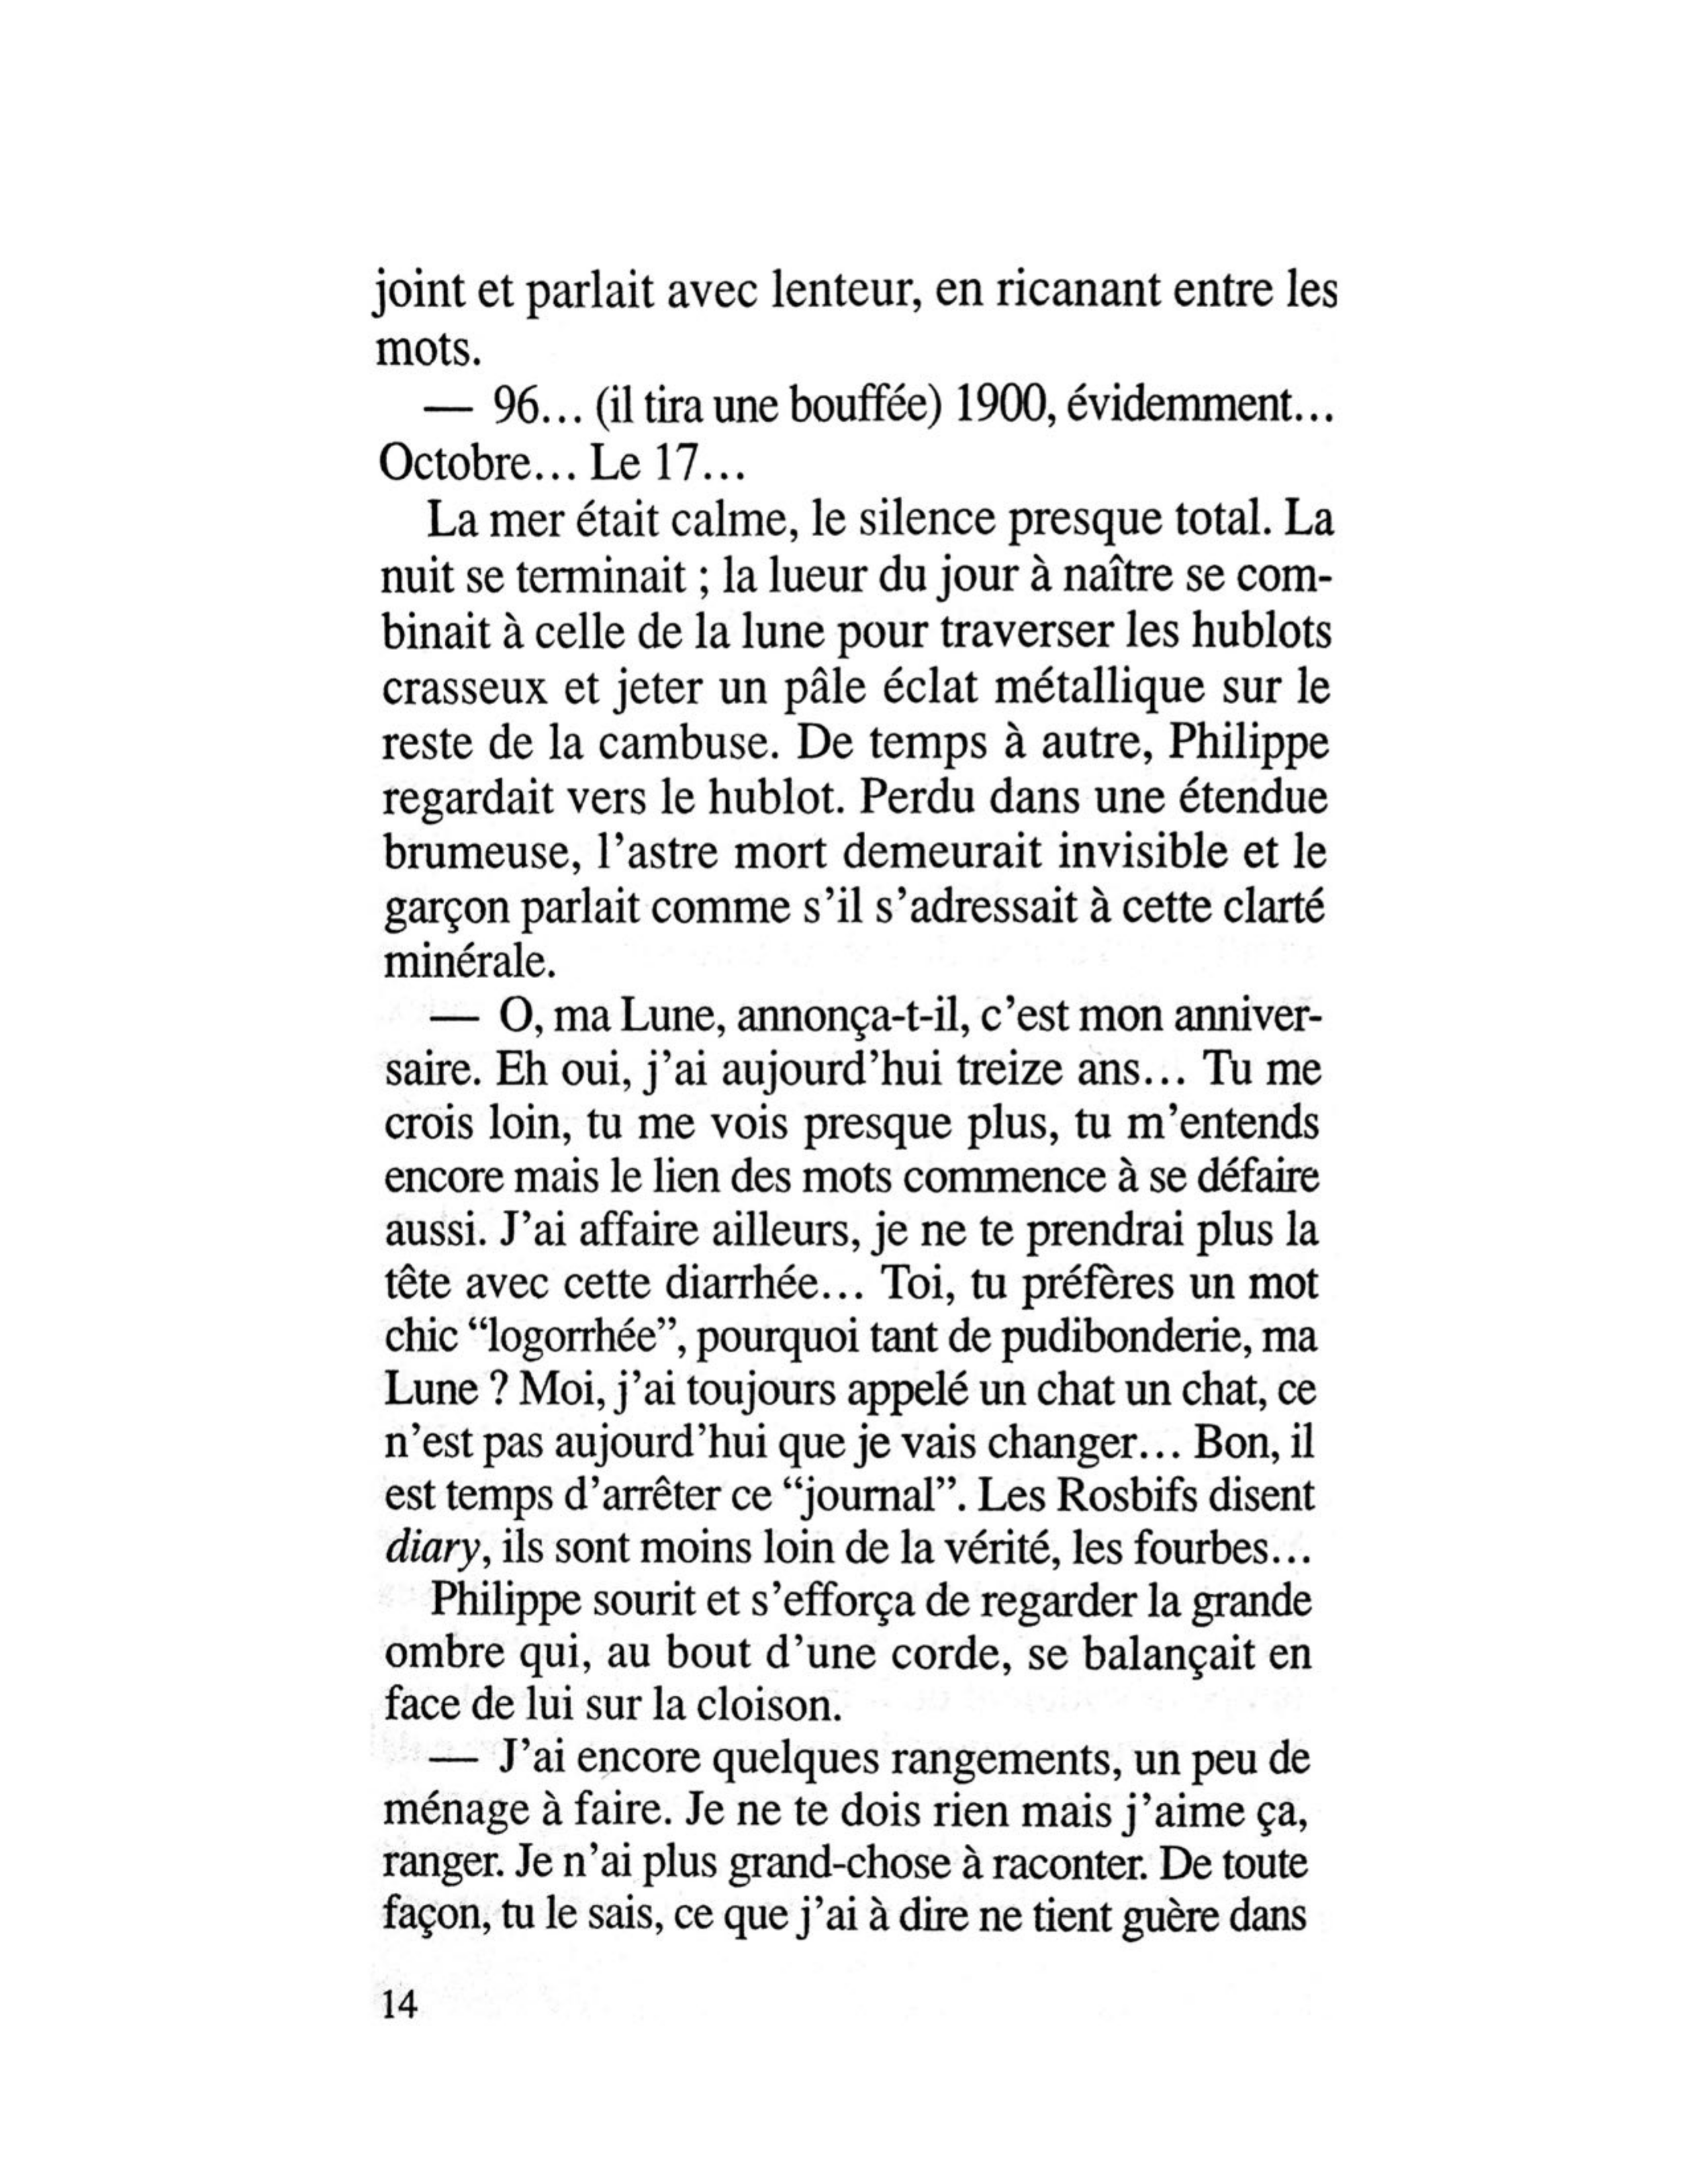 joint et parlait avec lenteur, en ricanant entre les
mots.
— 96… (il tira une bouffée) 1900, évidemment…
Octobre… Le 17…
La mer était calme, le silence presque total. La
nuit se terminait ; la lueur du jour à naître se com-
binait à celle de la lune pour traverser les hublots
crasseux et jeter un pâle éclat métallique sur le
reste de la cambuse. De temps à autre, Philippe
regardait vers le hublot. Perdu dans une étendue
brumeuse, l’astre mort demeurait invisible et le
garçon parlait comme s’il s’adressait à cette clarté
minérale.
— O, ma Lune, annonça-t-il, c’est mon anniver-
saire. Eh oui, j’ai aujourd’hui treize ans… Tu me
crois loin, tu me vois presque plus, tu m’entends
encore mais le lien des mots commence à se défaire
aussi. J’ai affaire ailleurs, je ne te prendrai plus la
tête avec cette diarrhée… Toi, tu préfères un mot
chic “logorrhée”, pourquoi tant de pudibonderie, ma
Lune ? Moi, j’ai toujours appelé un chat un chat, ce
n’est pas aujourd’hui que je vais changer… Bon, il
est temps d’arrêter ce “journal”. Les Rosbifs disent
diary, ils sont moins loin de la vérité, les fourbes…
Philippe sourit et s’efforça de regarder la grande
ombre qui, au bout d’une corde, se balançait en
face de lui sur la cloison.
— J’ai encore quelques rangements, un peu de
ménage à faire. Je ne te dois rien mais j’aime ça,
ranger. Je n’ai plus grand-chose à raconter. De toute
façon, tu le sais, ce que j’ai à dire ne tient guère dans
14